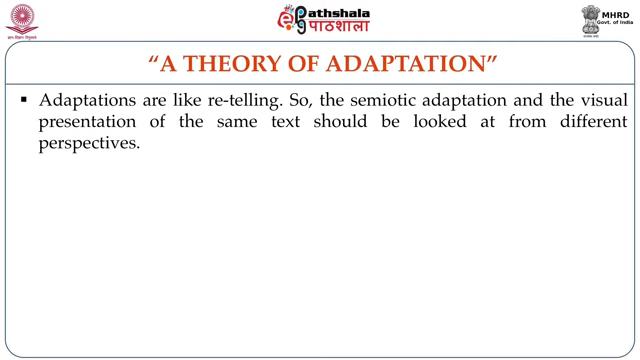 ePathshala
पाठशाला
MHRD
Govt. of India
“A THEORY OF ADAPTATION”
▪ Adaptations are like re-telling. So, the semiotic adaptation and the visual
presentation of the same text should be looked at from different
perspectives.